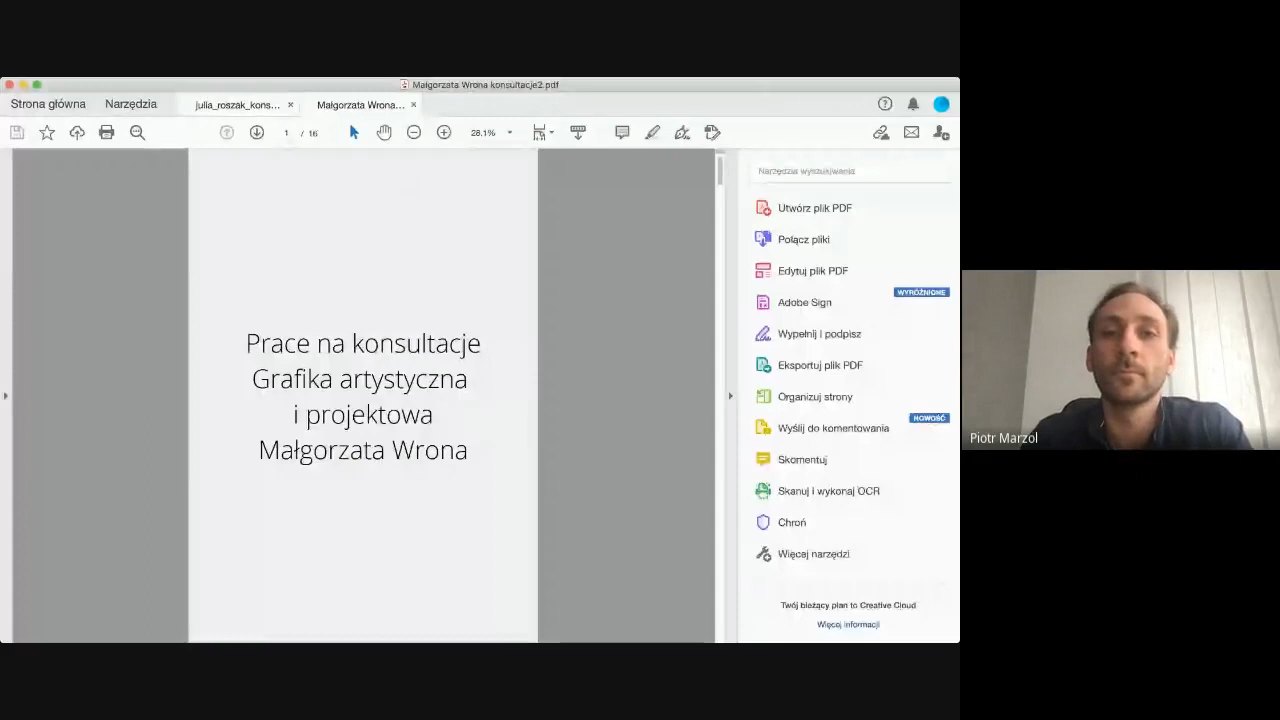 Małgorzata Wrona konsultacje2.pdf
Strona główna
Narzędzia
julia_roszak_kons... ×
Małgorzata Wrona... ×
1 / 16
28.1%
Narzędzia wyszukiwania
Utwórz plik PDF
Połącz pliki
Edytuj plik PDF
WYRÓŻNIONE
Adobe Sign
Wypełnij i podpisz
Eksportuj plik PDF
Organizuj strony
NOWOŚĆ
Wyślij do komentowania
Skomentuj
Skanuj i wykonaj OCR
Chroń
Więcej narzędzi
Twój bieżący plan to Creative Cloud
Więcej informacji
Prace na konsultacje
Grafika artystyczna
i projektowa
Małgorzata Wrona
Piotr Marzol